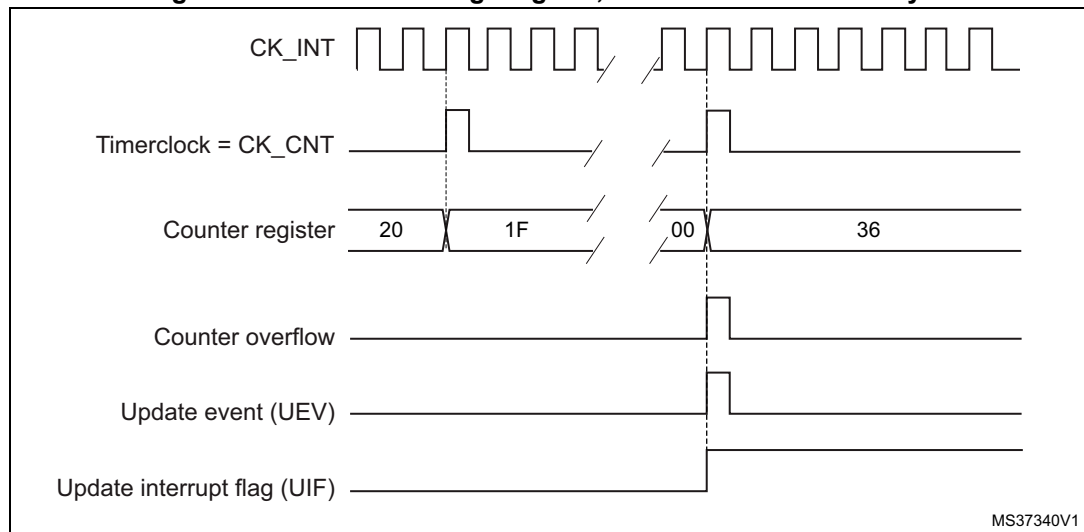 CK_INT
Timerclock = CK_CNT
Counter register 20 1F 00 36
Counter overflow
Update event (UEV)
Update interrupt flag (UIF)
MS37340V1